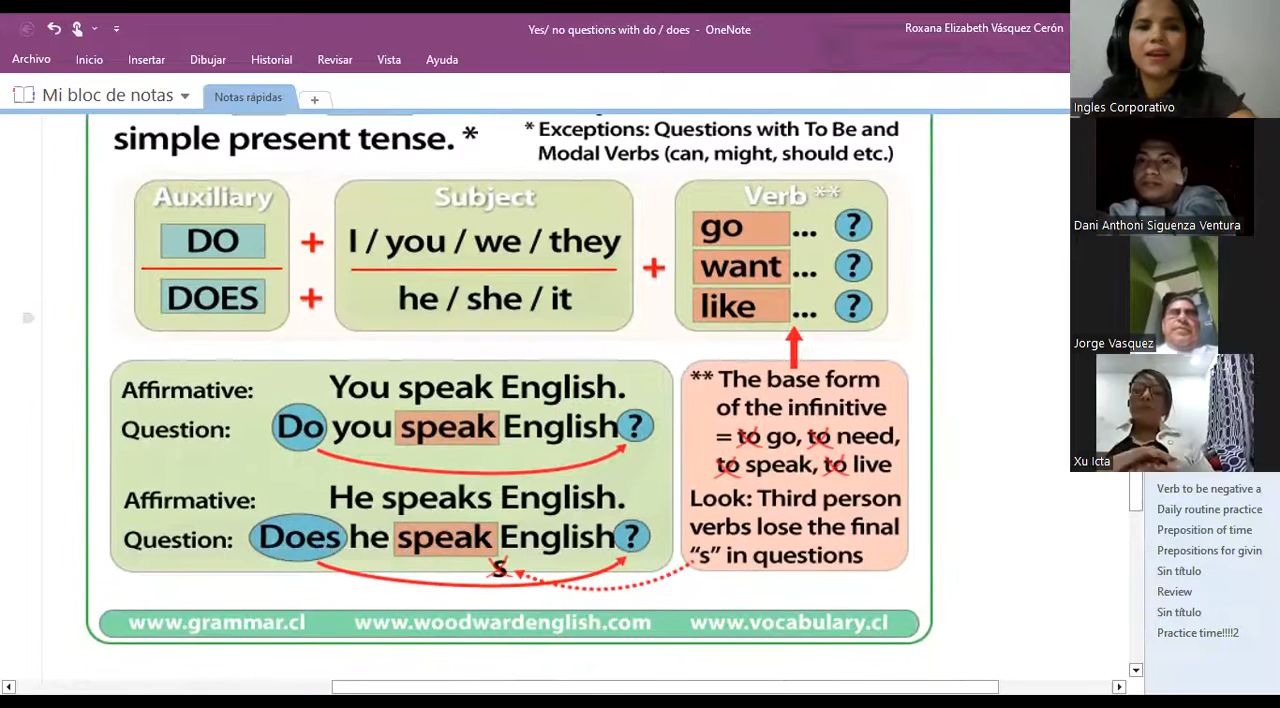 Yes/ no questions with do / does - OneNote
Roxana Elizabeth Vásquez Cerón
Archivo Inicio Insertar Dibujar Historial Revisar Vista Ayuda
Mi bloc de notas
Notas rápidas
simple present tense. *
* Exceptions: Questions with To Be and
Modal Verbs (can, might, should etc.)
Auxiliary
DO
DOES
+
+
Subject
I / you / we / they
he / she / it
+
Verb **
go ... ?
want ... ?
like ... ?
Affirmative: You speak English.
Question: Do you speak English ?
Affirmative: He speaks English.
Question: Does he speak English ?
s
** The base form
of the infinitive
= to go, to need,
to speak, to live
Look: Third person
verbs lose the final
“s” in questions
www.grammar.cl www.woodwardenglish.com www.vocabulary.cl
Ingles Corporativo
Dani Anthoni Siguenza Ventura
Jorge Vasquez
Xu Icta
Verb to be negative a
Daily routine practice
Preposition of time
Prepositions for givin
Sin título
Review
Sin título
Practice time!!!!2